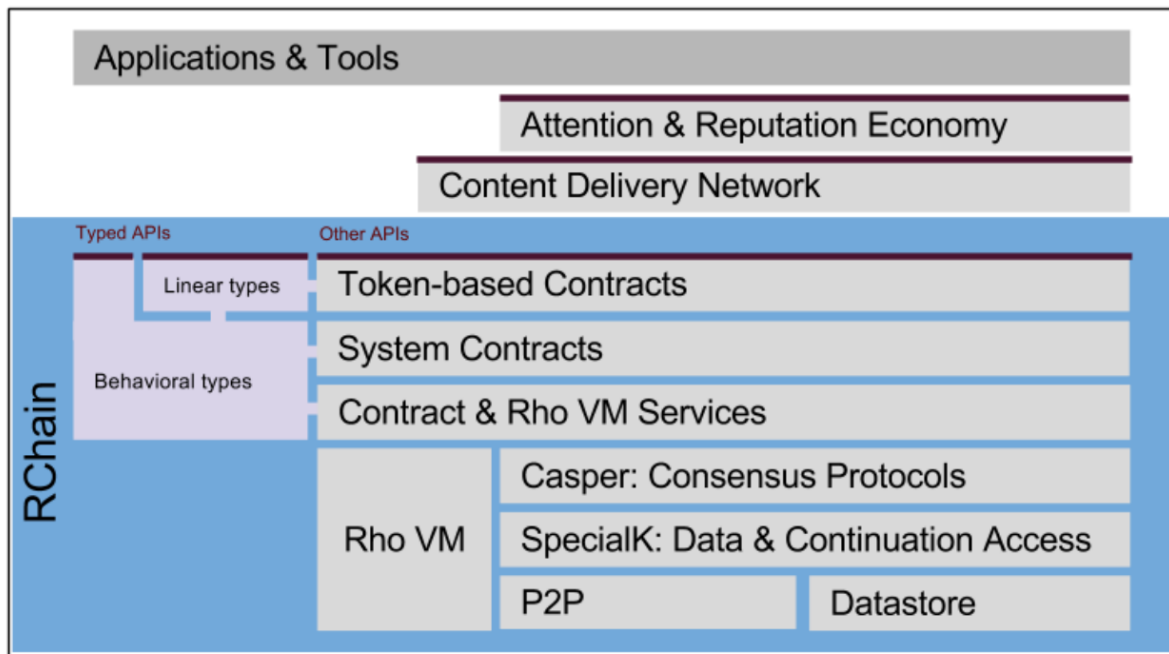 Applications & Tools
Attention & Reputation Economy
Content Delivery Network
Typed APIs
Other APIs
Linear types
Token-based Contracts
System Contracts
Behavioral types
Contract & Rho VM Services
RChain
Rho VM
Casper: Consensus Protocols
SpecialK: Data & Continuation Access
P2P
Datastore